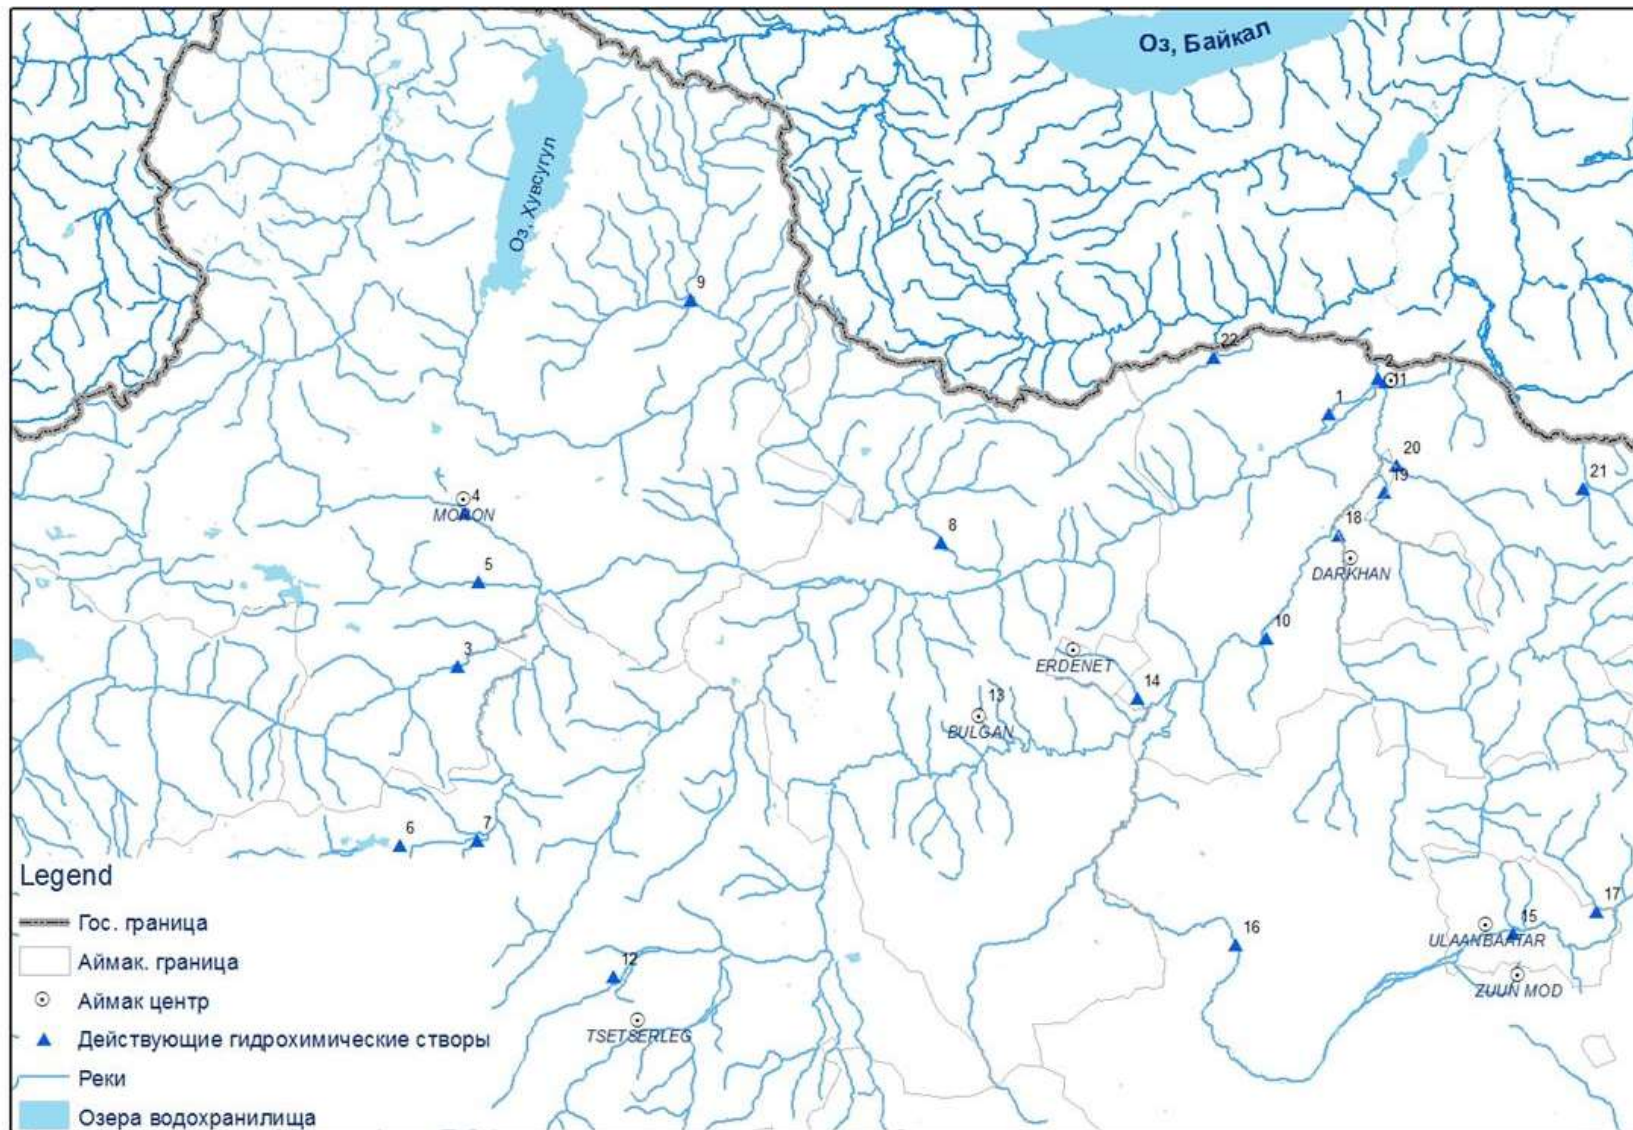 Оз, Байкал
Оз, Хувсугул
9
22
2
11
1
20
19
21
4
MORON
8
18
DARKHAN
5
10
3
ERDENET
14
13
BULGAN
6
7
17
15
16
ULAANBAATAR
12
ZUUN MOD
TSETSERLEG
Legend
Гос. граница
Аймак. граница
Аймак центр
Действующие гидрохимические створы
Реки
Озера водохранилища